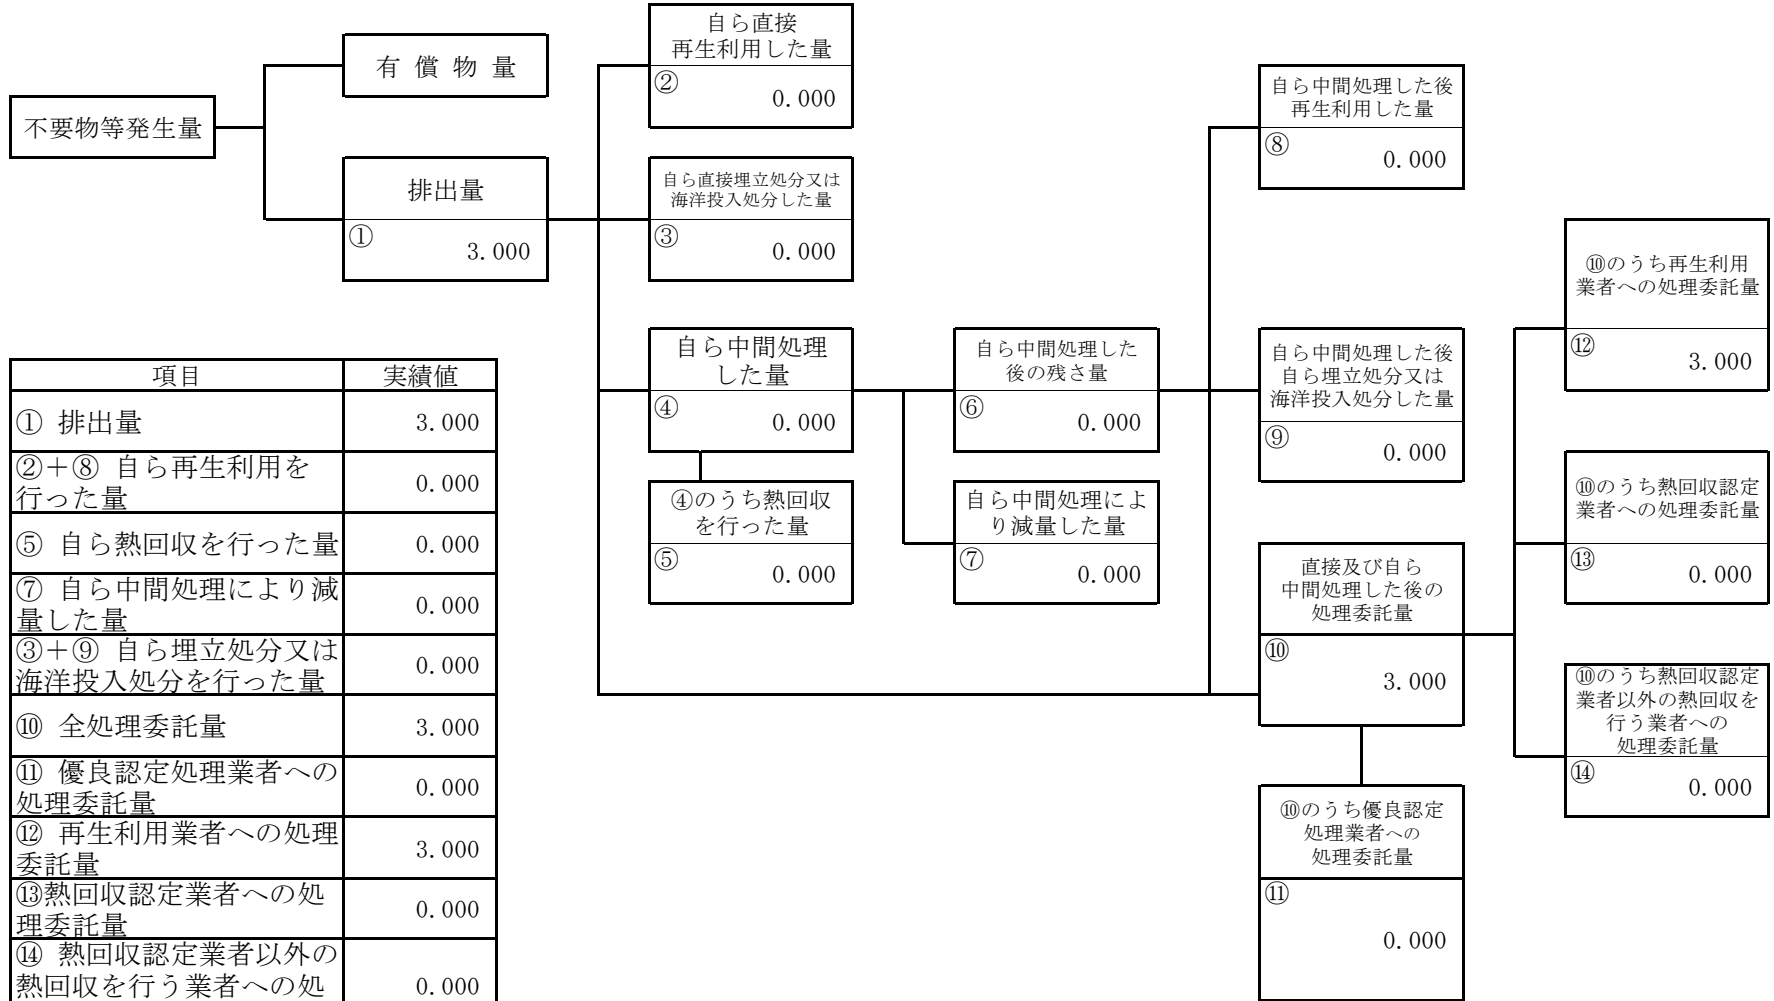 不要物等発生量
有 償 物 量
排出量
①
3.000
自ら直接
再生利用した量
②
0.000
自ら直接埋立処分又は
海洋投入処分した量
③
0.000
自ら中間処理
した量
④
0.000
④のうち熱回収
を行った量
⑤
0.000
自ら中間処理した
後の残さ量
⑥
0.000
自ら中間処理によ
り減量した量
⑦
0.000
自ら中間処理した後
再生利用した量
⑧
0.000
自ら中間処理した後
自ら埋立処分又は
海洋投入処分した量
⑨
0.000
直接及び自ら
中間処理した後の
処理委託量
⑩
3.000
⑩のうち優良認定
処理業者への
処理委託量
⑪
0.000
⑩のうち再生利用
業者への処理委託量
⑫
3.000
⑩のうち熱回収認定
業者への処理委託量
⑬
0.000
⑩のうち熱回収認定
業者以外の熱回収を
行う業者への
処理委託量
⑭
0.000
項目 実績値
① 排出量 3.000
②＋⑧ 自ら再生利用を
行った量 0.000
⑤ 自ら熱回収を行った量 0.000
⑦ 自ら中間処理により減
量した量 0.000
③＋⑨ 自ら埋立処分又は
海洋投入処分を行った量 0.000
⑩ 全処理委託量 3.000
⑪ 優良認定処理業者への
処理委託量 0.000
⑫ 再生利用業者への処理
委託量 3.000
⑬熱回収認定業者への処
理委託量 0.000
⑭ 熱回収認定業者以外の
熱回収を行う業者への処 0.000